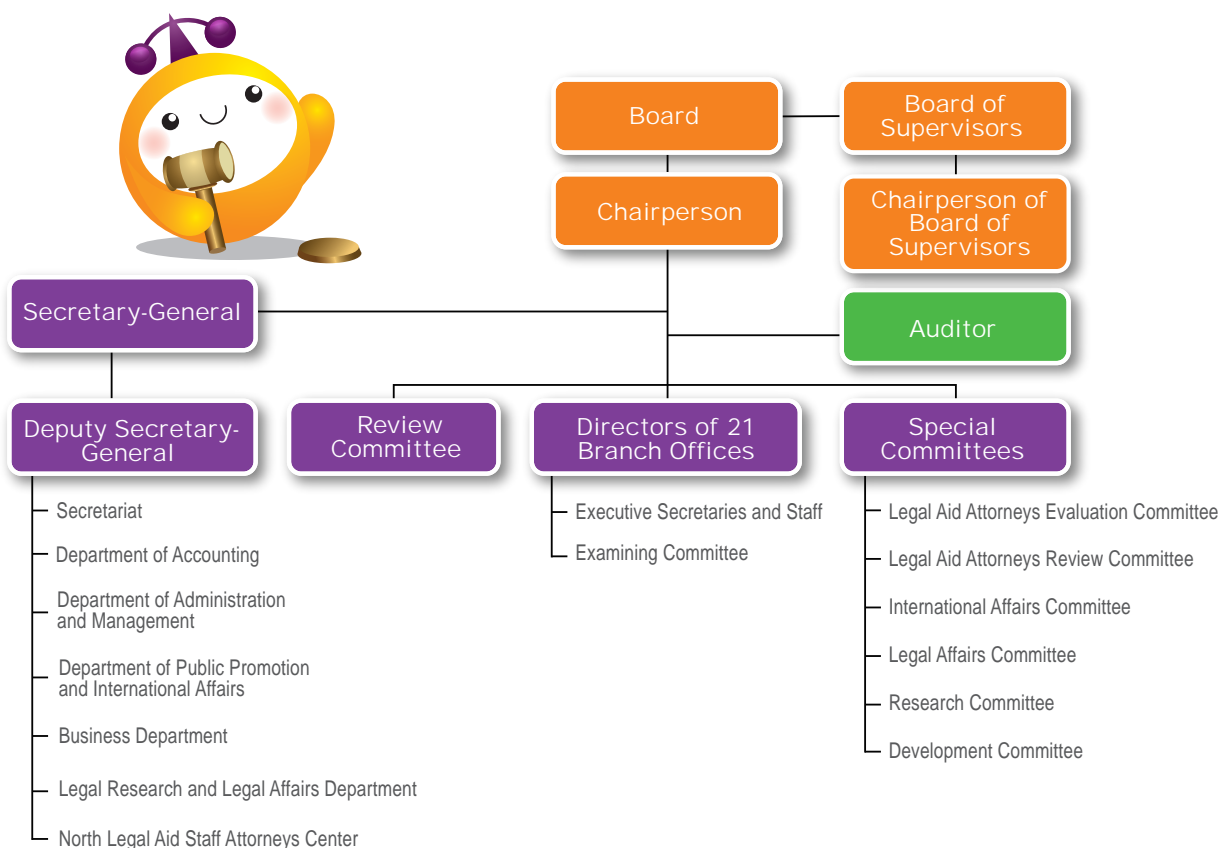 Board
Board of
Supervisors
Chairperson
Chairperson of
Board of
Supervisors
Secretary-General
Auditor
Deputy Secretary-
General
Review
Committee
Directors of 21
Branch Offices
Special
Committees
Secretariat
Department of Accounting
Department of Administration
and Management
Department of Public Promotion
and International Affairs
Business Department
Legal Research and Legal Affairs Department
North Legal Aid Staff Attorneys Center
Executive Secretaries and Staff
Examining Committee
Legal Aid Attorneys Evaluation Committee
Legal Aid Attorneys Review Committee
International Affairs Committee
Legal Affairs Committee
Research Committee
Development Committee